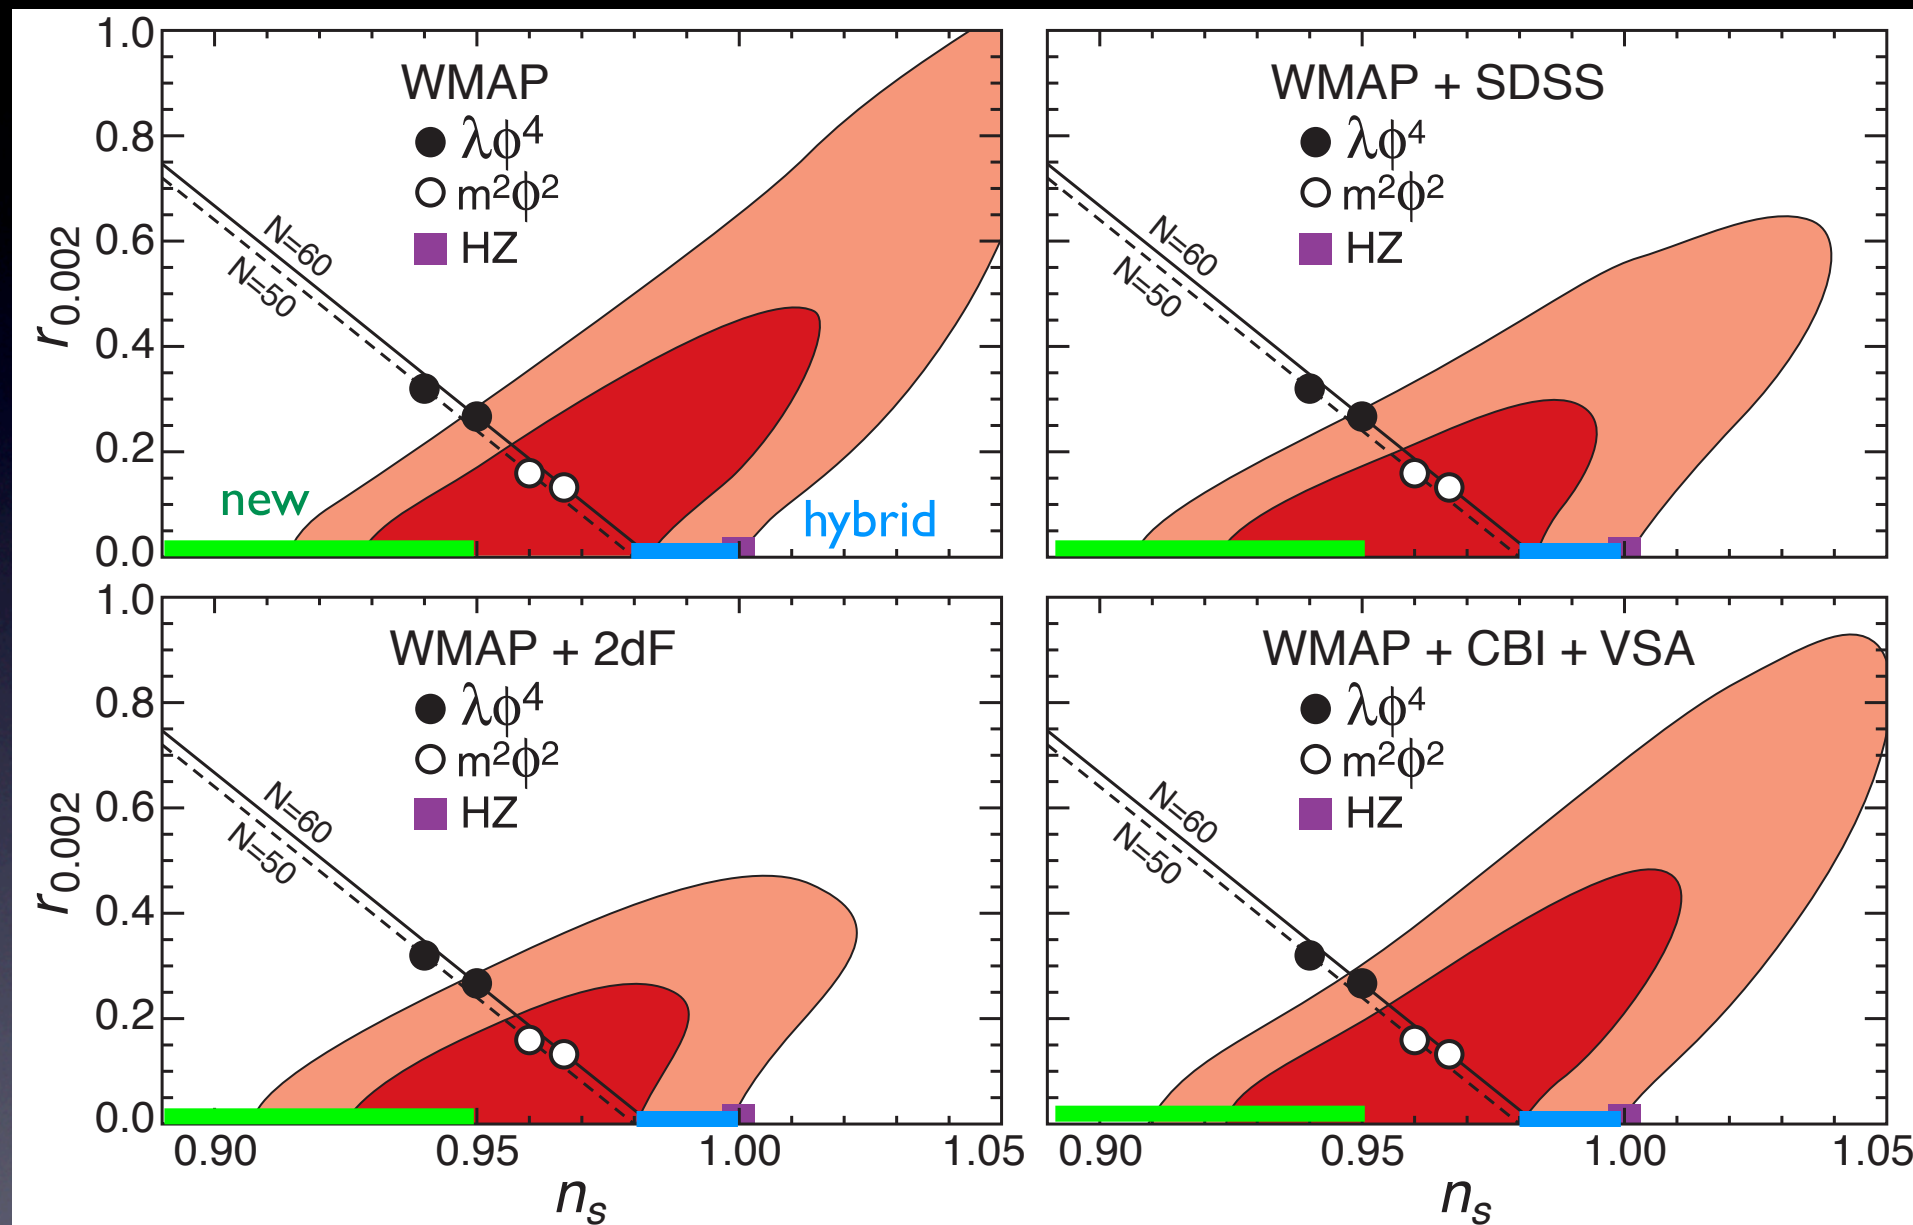 WMAP
λϕ⁴
m²ϕ²
HZ
N=60
N=50
new
hybrid
r0.002
1.0
0.8
0.6
0.4
0.2
0.0
WMAP + SDSS
λϕ⁴
m²ϕ²
HZ
N=60
N=50
WMAP + 2dF
λϕ⁴
m²ϕ²
HZ
N=60
N=50
r0.002
1.0
0.8
0.6
0.4
0.2
0.0
0.90 0.95 1.00 1.05
ns
WMAP + CBI + VSA
λϕ⁴
m²ϕ²
HZ
N=60
N=50
0.90 0.95 1.00 1.05
ns